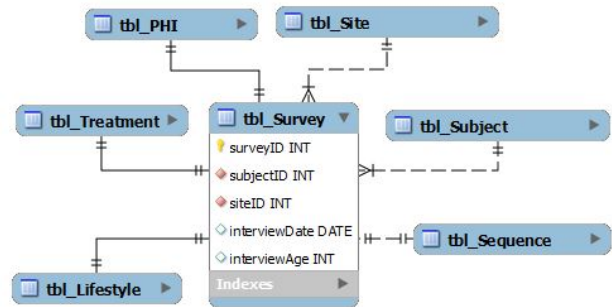 tbl_PHI
tbl_Site
tbl_Treatment
tbl_Survey
tbl_Subject
surveyID INT
subjectID INT
siteID INT
interviewDate DATE
interviewAge INT
Indexes
tbl_Sequence
tbl_Lifestyle